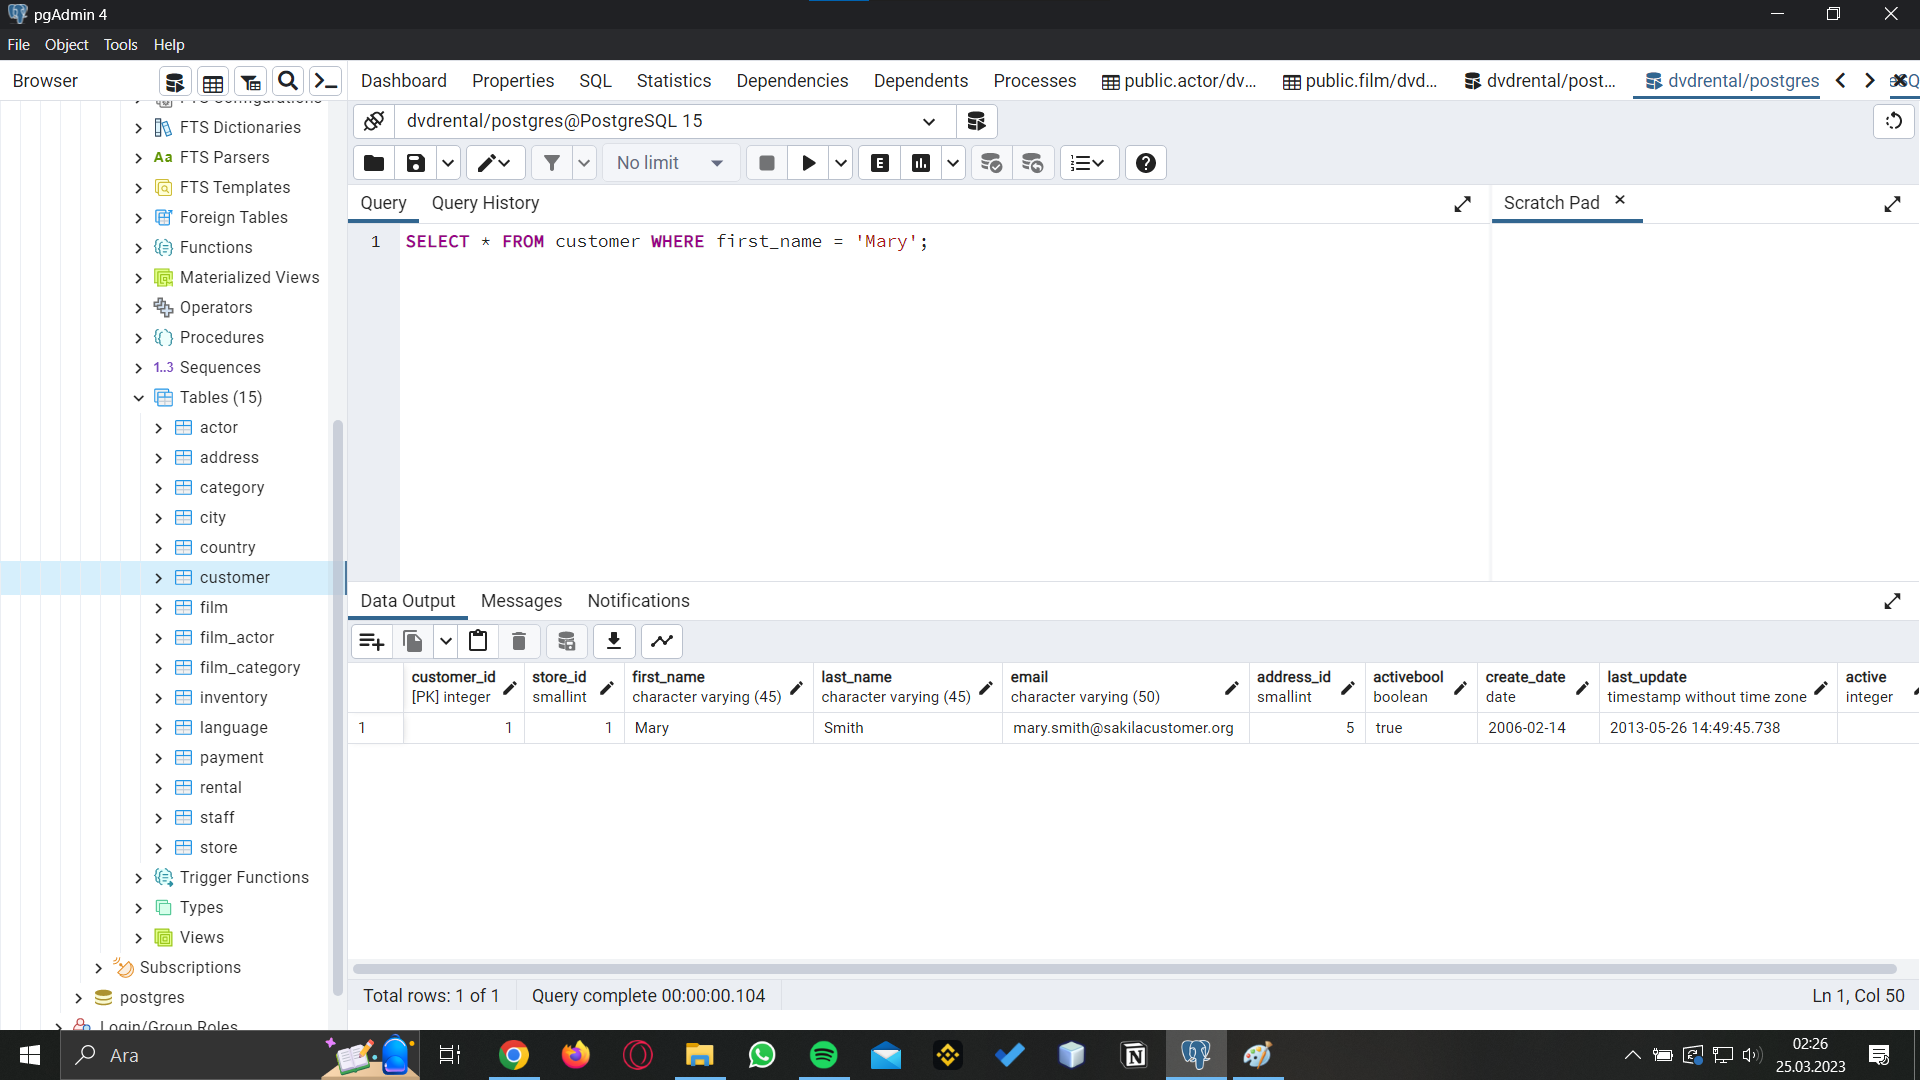 pgAdmin 4
File Object Tools Help
Browser
Dashboard Properties SQL Statistics Dependencies Dependents Processes public.actor/dv... public.film/dvd... dvdrental/post... dvdrental/postgres
FTS Configurations
FTS Dictionaries
Aa FTS Parsers
FTS Templates
Foreign Tables
Functions
Materialized Views
Operators
Procedures
1..3 Sequences
Tables (15)
actor
address
category
city
country
customer
film
film_actor
film_category
inventory
language
payment
rental
staff
store
Trigger Functions
Types
Views
Subscriptions
postgres
Login/Group Roles
dvdrental/postgres@PostgreSQL 15
No limit
E
Query Query History
Scratch Pad
1 SELECT * FROM customer WHERE first_name = 'Mary';
Data Output Messages Notifications
customer_id store_id first_name last_name email address_id activebool create_date last_update active
[PK] integer smallint character varying (45) character varying (45) character varying (50) smallint boolean date timestamp without time zone integer
1 1 1 Mary Smith mary.smith@sakilacustomer.org 5 true 2006-02-14 2013-05-26 14:49:45.738
Total rows: 1 of 1 Query complete 00:00:00.104
Ln 1, Col 50
Ara
02:26
25.03.2023